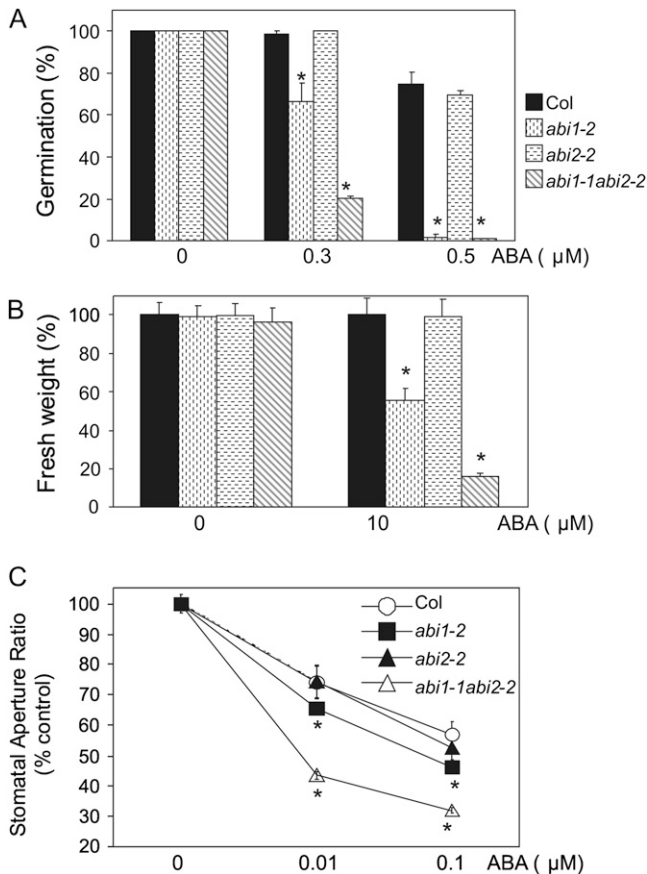 A
Germination (%)
100
80
60
40
20
0
* * * *
0 0.3 0.5 ABA ( µM)
Col
abi1-2
abi2-2
abi1-1abi2-2
B
Fresh weight (%)
100
80
60
40
20
0
* *
0 10 ABA ( µM)
C
Stomatal Aperture Ratio
(% control)
100
90
80
70
60
50
40
30
20
Col
abi1-2
abi2-2
abi1-1abi2-2
* * * *
0 0.01 0.1 ABA ( µM)